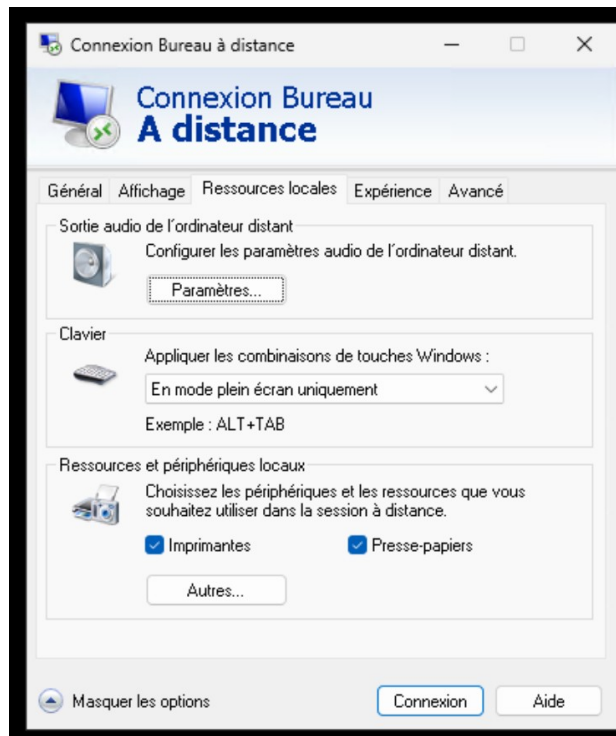 Connexion Bureau à distance
Connexion Bureau
A distance
Général Affichage Ressources locales Expérience Avancé
Sortie audio de l'ordinateur distant
Configurer les paramètres audio de l'ordinateur distant.
Paramètres...
Clavier
Appliquer les combinaisons de touches Windows :
En mode plein écran uniquement
Exemple : ALT+TAB
Ressources et périphériques locaux
Choisissez les périphériques et les ressources que vous
souhaitez utiliser dans la session à distance.
Imprimantes Presse-papiers
Autres...
Masquer les options Connexion Aide